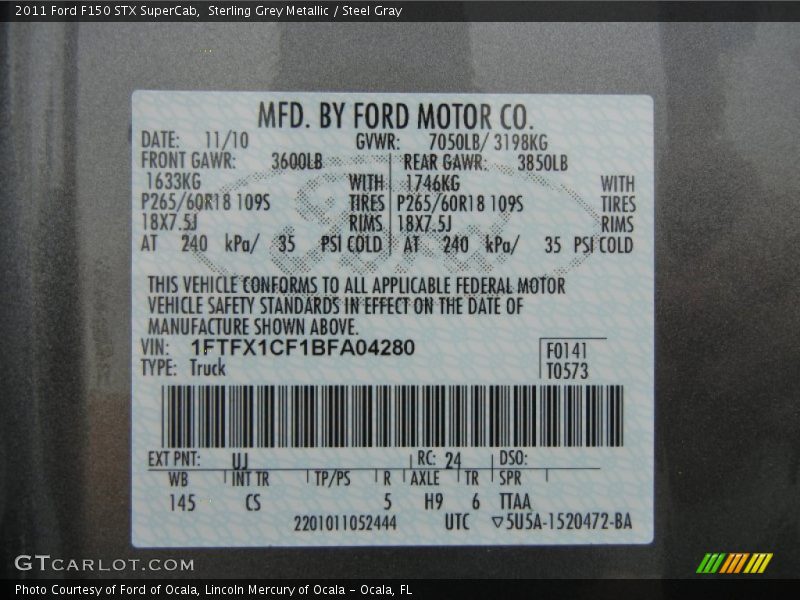 2011 Ford F150 STX SuperCab,  Sterling Grey Metallic / Steel Gray
MFD. BY FORD MOTOR CO.
DATE: 11/10 GVWR: 7050LB/ 3198KG
FRONT GAWR: 3600LB REAR GAWR: 3850LB
1633KG WITH 1746KG WITH
P265/60R18 109S TIRES P265/60R18 109S TIRES
18X7.5J RIMS 18X7.5J RIMS
AT 240 kPa/ 35 PSI COLD AT 240 kPa/ 35 PSI COLD
THIS VEHICLE CONFORMS TO ALL APPLICABLE FEDERAL MOTOR
VEHICLE SAFETY STANDARDS IN EFFECT ON THE DATE OF
MANUFACTURE SHOWN ABOVE.
VIN: 1FTFX1CF1BFA04280 F0141
TYPE: Truck T0573
EXT PNT: UJ RC: 24 DSO:
WB INT TR TP/PS R AXLE TR SPR
145 CS 5 H9 6 TTAA
2201011052444 UTC ▽5U5A-1520472-BA
GTCARLOT.COM
Photo Courtesy of Ford of Ocala, Lincoln Mercury of Ocala – Ocala, FL